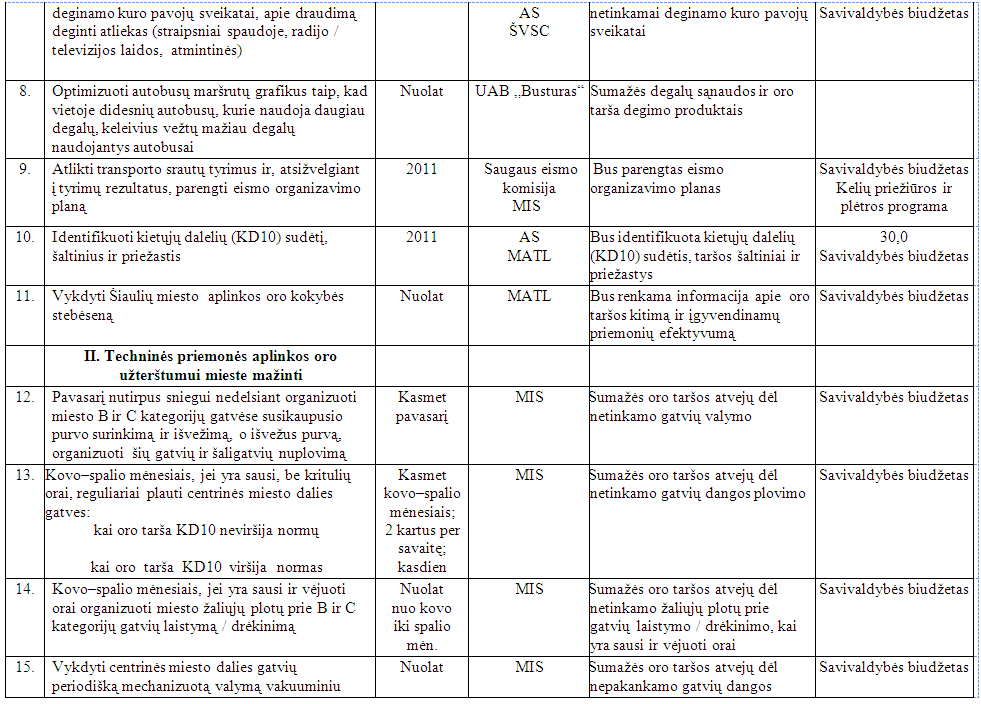 deginamo kuro pavojų sveikatai, apie draudimą
deginti atliekas (straipsniai spaudoje, radijo /
televizijos laidos, atmintinės)
AS
ŠVSC
netinkamai deginamo kuro pavojų
sveikatai
Savivaldybės biudžetas
8.
Optimizuoti autobusų maršrutų grafikus taip, kad
vietoje didesnių autobusų, kurie naudoja daugiau
degalų, keleivius vežtų mažiau degalų
naudojantys autobusai
Nuolat
UAB „Busturas“
Sumažės degalų sąnaudos ir oro
tarša degimo produktais
9.
Atlikti transporto srautų tyrimus ir, atsižvelgiant
į tyrimų rezultatus, parengti eismo organizavimo
planą
2011
Saugaus eismo
komisija
MIS
Bus parengtas eismo
organizavimo planas
Savivaldybės biudžetas
Kelių priežiūros ir
plėtros programa
10.
Identifikuoti kietųjų dalelių (KD10) sudėtį,
šaltinius ir priežastis
2011
AS
MATL
Bus identifikuota kietųjų dalelių
(KD10) sudėtis, taršos šaltiniai ir
priežastys
30,0
Savivaldybės biudžetas
11.
Vykdyti Šiaulių miesto aplinkos oro kokybės
stebėseną
Nuolat
MATL
Bus renkama informacija apie oro
taršos kitimą ir įgyvendinamų
priemonių efektyvumą
Savivaldybės biudžetas
II. Techninės priemonės aplinkos oro
užterštumui mieste mažinti
12.
Pavasarį nutirpus sniegui nedelsiant organizuoti
miesto B ir C kategorijų gatvėse susikaupusio
purvo surinkimą ir išvežimą, o išvežus purvą,
organizuoti šių gatvių ir šaligatvių nuplovimą
Kasmet
pavasarį
MIS
Sumažės oro taršos atvejų dėl
netinkamo gatvių valymo
Savivaldybės biudžetas
13.
Kovo–spalio mėnesiais, jei yra sausi, be kritulių
orai, reguliariai plauti centrinės miesto dalies
gatves:
kai oro tarša KD10 neviršija normų
kai oro tarša KD10 viršija normas
Kasmet
kovo–spalio
mėnesiais;
2 kartus per
savaitę;
kasdien
MIS
Sumažės oro taršos atvejų dėl
netinkamo gatvių dangos plovimo
Savivaldybės biudžetas
14.
Kovo–spalio mėnesiais, jei yra sausi ir vėjuoti
orai organizuoti miesto žaliųjų plotų prie B ir C
kategorijų gatvių laistymą / drėkinimą
Nuolat
nuo kovo
iki spalio
mėn.
MIS
Sumažės oro taršos atvejų dėl
netinkamo žaliųjų plotų prie
gatvių laistymo / drėkinimo, kai
yra sausi ir vėjuoti orai
Savivaldybės biudžetas
15.
Vykdyti centrinės miesto dalies gatvių
periodišką mechanizuotą valymą vakuuminiu
Nuolat
MIS
Sumažės oro taršos atvejų dėl
nepakankamo gatvių dangos
Savivaldybės biudžetas